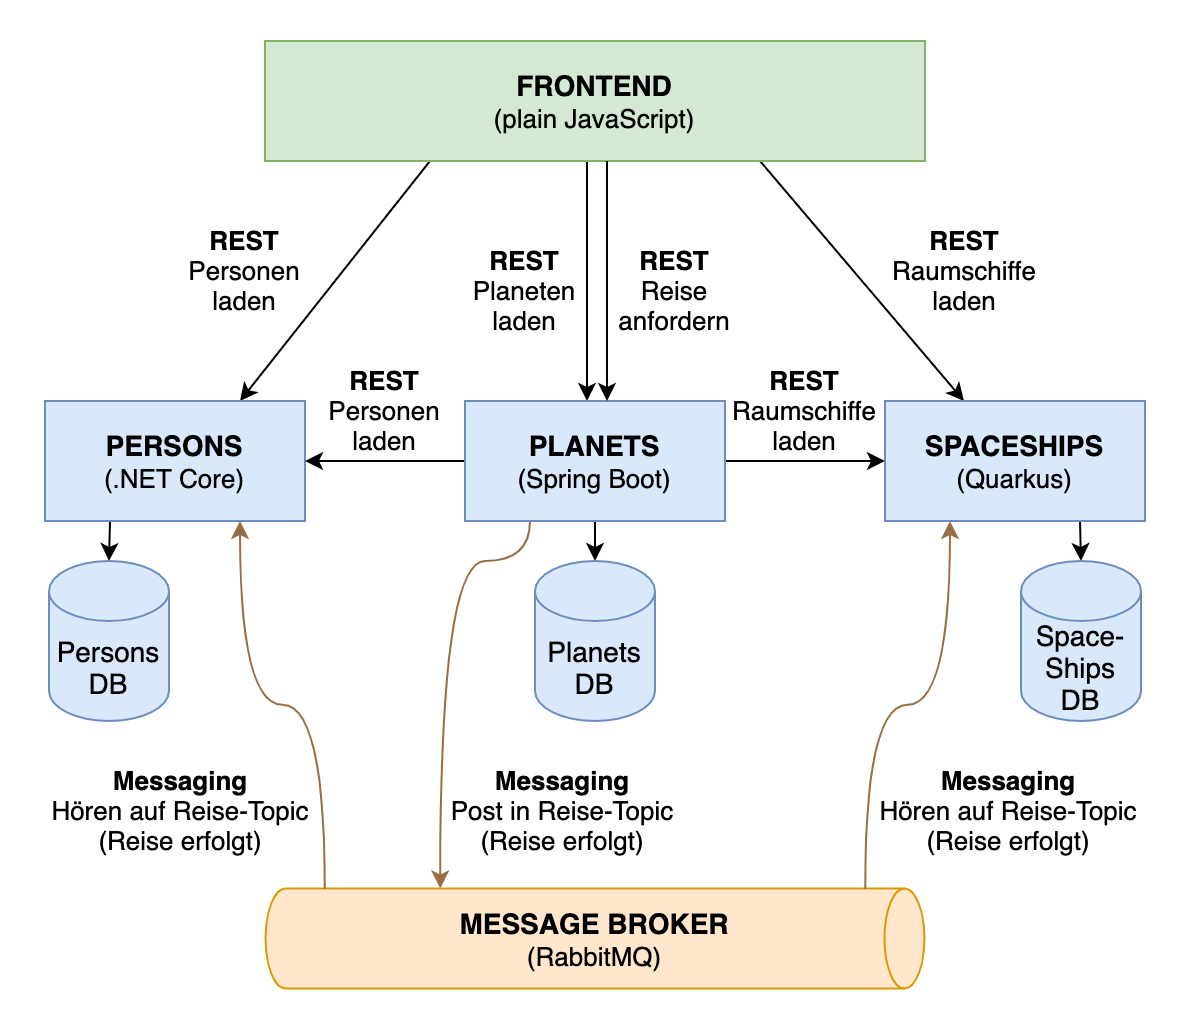 FRONTEND
(plain JavaScript)
REST
Personen
laden
REST
Planeten
laden
REST
Reise
anfordern
REST
Raumschiffe
laden
REST
Personen
laden
REST
Raumschiffe
laden
PERSONS
(.NET Core)
PLANETS
(Spring Boot)
SPACESHIPS
(Quarkus)
Persons
DB
Planets
DB
Space-
Ships
DB
Messaging
Hören auf Reise-Topic
(Reise erfolgt)
Messaging
Post in Reise-Topic
(Reise erfolgt)
Messaging
Hören auf Reise-Topic
(Reise erfolgt)
MESSAGE BROKER
(RabbitMQ)